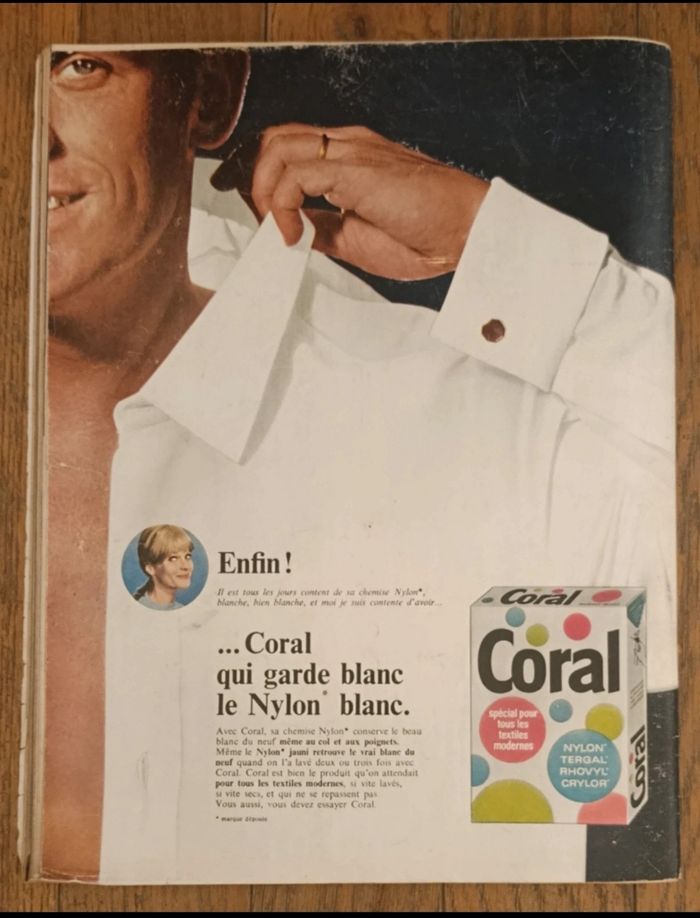 Enfin !
Il est tous les jours content de sa chemise Nylon*,
blanche, bien blanche, et moi je suis contente d'avoir...
...Coral
qui garde blanc
le Nylon* blanc.
Avec Coral, sa chemise Nylon* conserve le beau
blanc du neuf même au col et aux poignets.
Même le Nylon* jauni retrouve le vrai blanc du
neuf quand on l'a lavé deux ou trois fois avec
Coral. Coral est bien le produit qu'on attendait
pour tous les textiles modernes, si vite lavés,
si vite secs, et qui ne se repassent pas.
Vous aussi, vous devez essayer Coral.
* marque déposée
Coral
Coral
spécial pour
tous les
textiles
modernes
NYLON*
TERGAL*
RHOVYL*
CRYLOR*
Coral